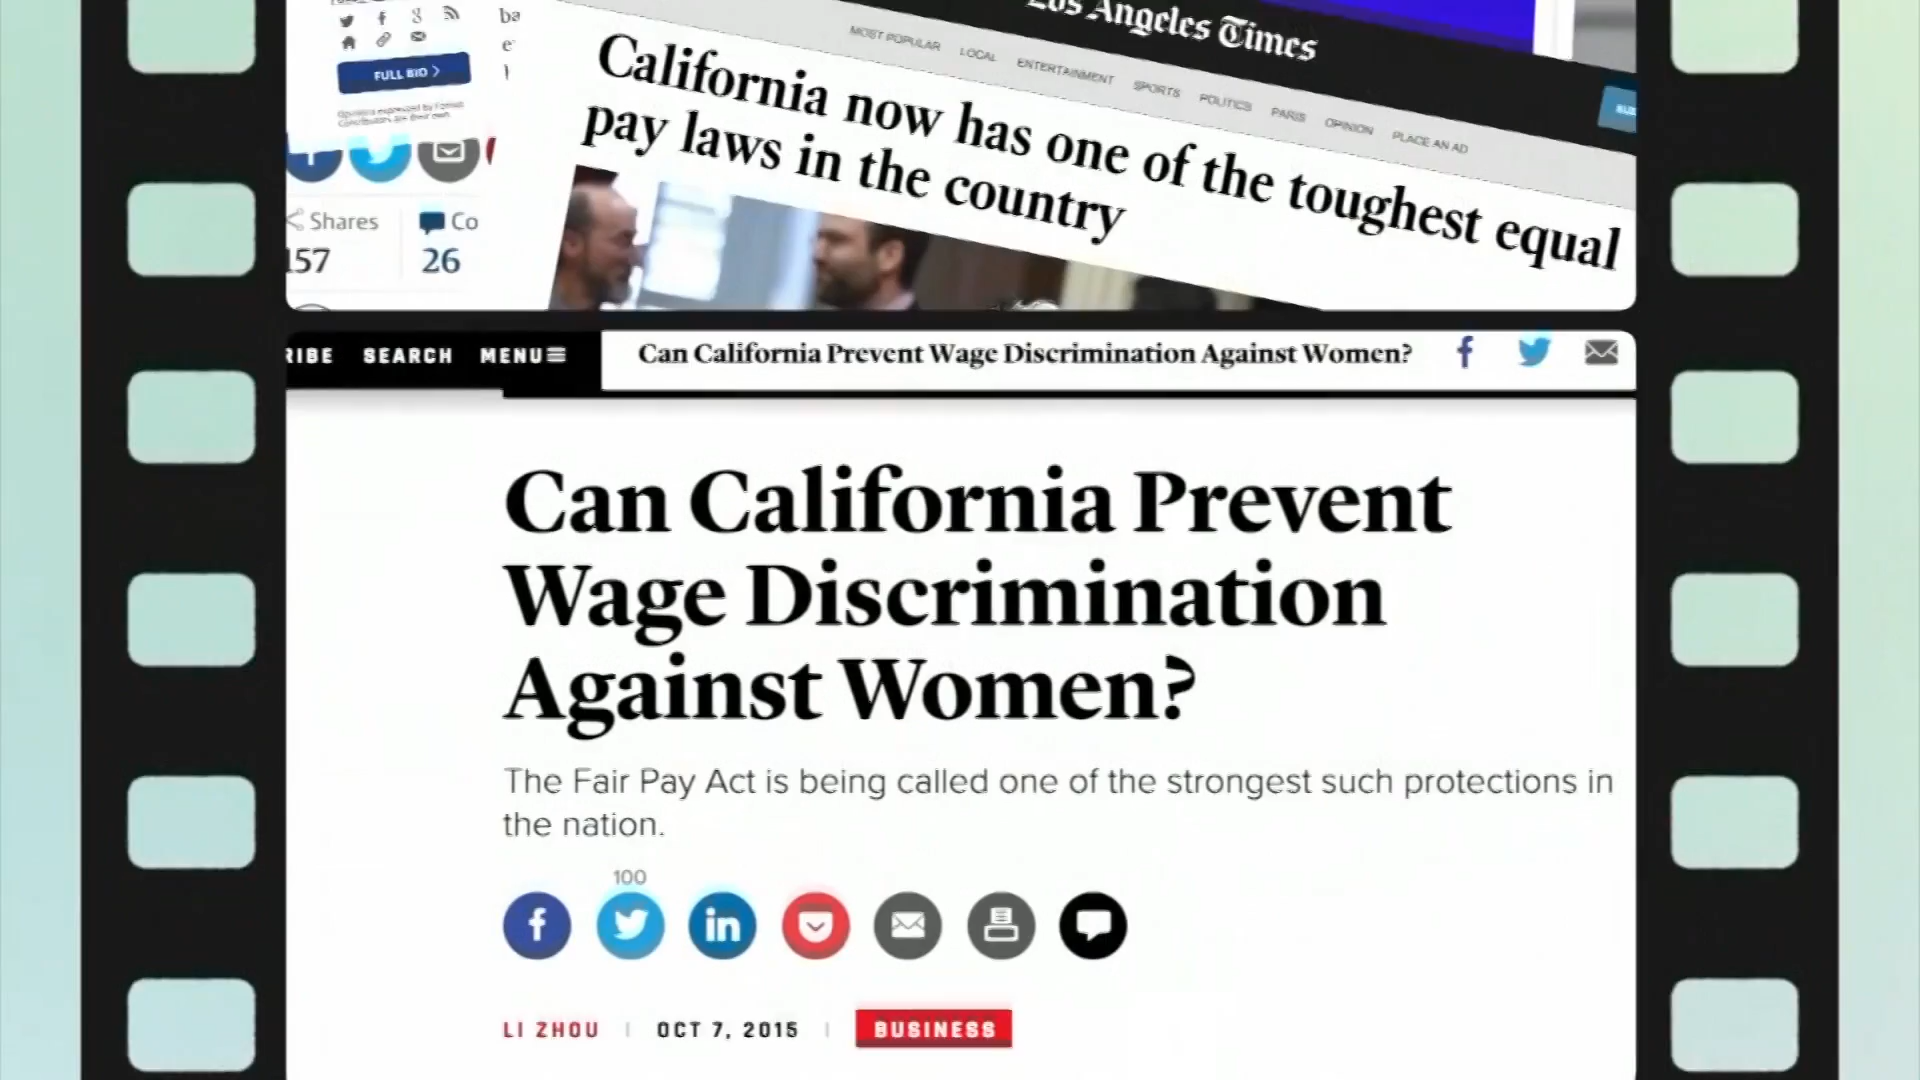 FULL BIO >
Shares
157
Co
26
Los Angeles Times
MOST POPULAR LOCAL ENTERTAINMENT SPORTS POLITICS PARIS OPINION PLACE AN AD
California now has one of the toughest equal
pay laws in the country
RIBE SEARCH MENU
Can California Prevent Wage Discrimination Against Women?
Can California Prevent
Wage Discrimination
Against Women?
The Fair Pay Act is being called one of the strongest such protections in
the nation.
100
LI ZHOU | OCT 7, 2015 | BUSINESS